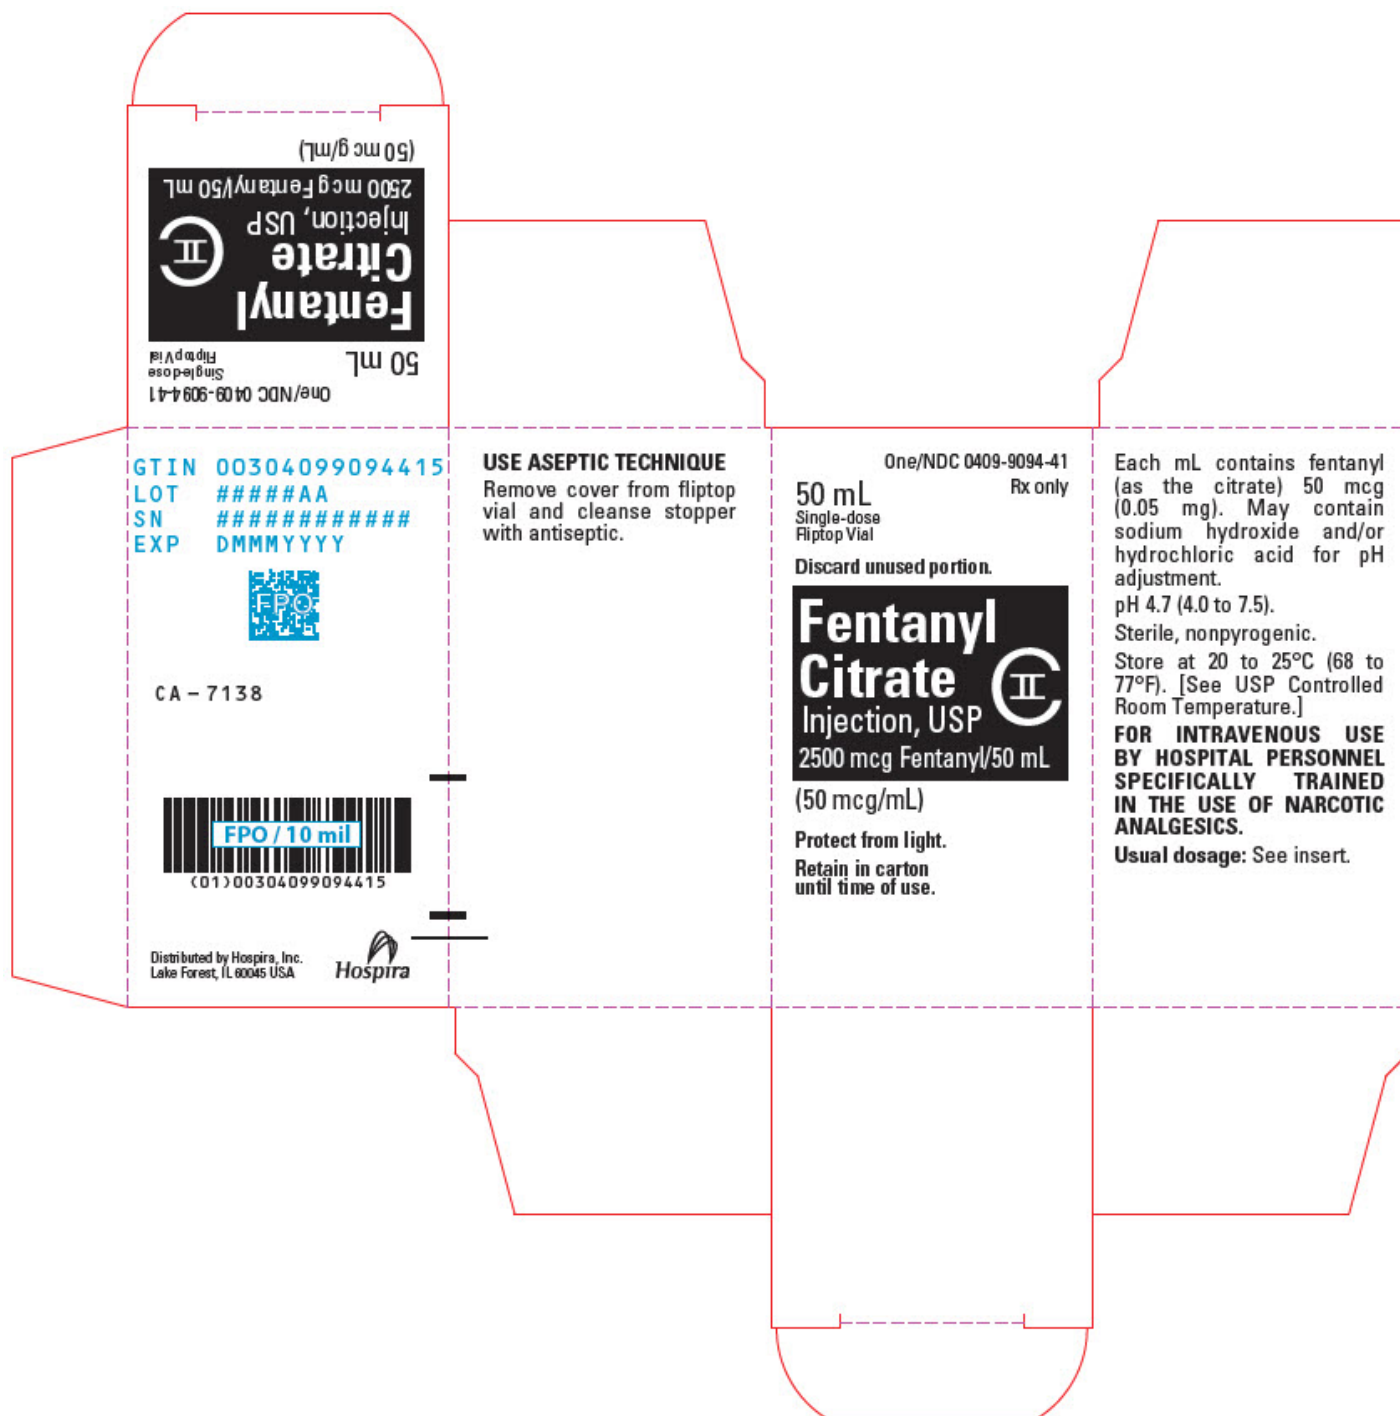 (50 mcg/mL)
2500 mcg Fentanyl/50 mL
Injection, USP
Citrate
Fentanyl
CII
50 mL
Single-dose
Fliptop Vial
One/NDC 0409-9094-41
GTIN 00304099094415
LOT #####AA
SN ############
EXP DMMMYYYY
FPO
CA-7138
FPO / 10 mil
(01)00304099094415
Distributed by Hospira, Inc.
Lake Forest, IL 60045 USA
Hospira
USE ASEPTIC TECHNIQUE
Remove cover from fliptop
vial and cleanse stopper
with antiseptic.
One/NDC 0409-9094-41
50 mL
Rx only
Single-dose
Fliptop Vial
Discard unused portion.
Fentanyl
Citrate
CII
Injection, USP
2500 mcg Fentanyl/50 mL
(50 mcg/mL)
Protect from light.
Retain in carton
until time of use.
Each mL contains fentanyl
(as the citrate) 50 mcg
(0.05 mg). May contain
sodium hydroxide and/or
hydrochloric acid for pH
adjustment.
pH 4.7 (4.0 to 7.5).
Sterile, nonpyrogenic.
Store at 20 to 25°C (68 to
77°F). [See USP Controlled
Room Temperature.]
FOR INTRAVENOUS USE
BY HOSPITAL PERSONNEL
SPECIFICALLY TRAINED
IN THE USE OF NARCOTIC
ANALGESICS.
Usual dosage: See insert.